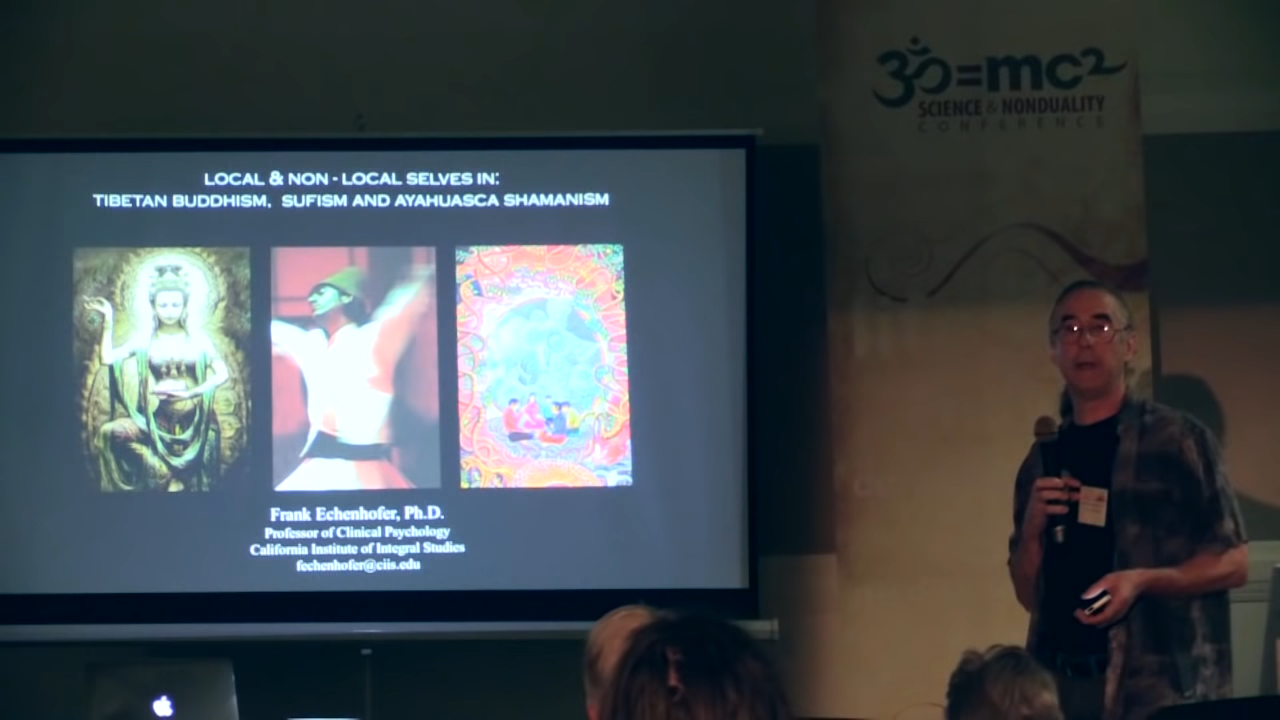 LOCAL & NON - LOCAL SELVES IN:
TIBETAN BUDDHISM, SUFISM AND AYAHUASCA SHAMANISM
Frank Echenhofer, Ph.D.
Professor of Clinical Psychology
California Institute of Integral Studies
fechenhofer@ciis.edu
ॐ=mc2
SCIENCE & NONDUALITY
CONFERENCE